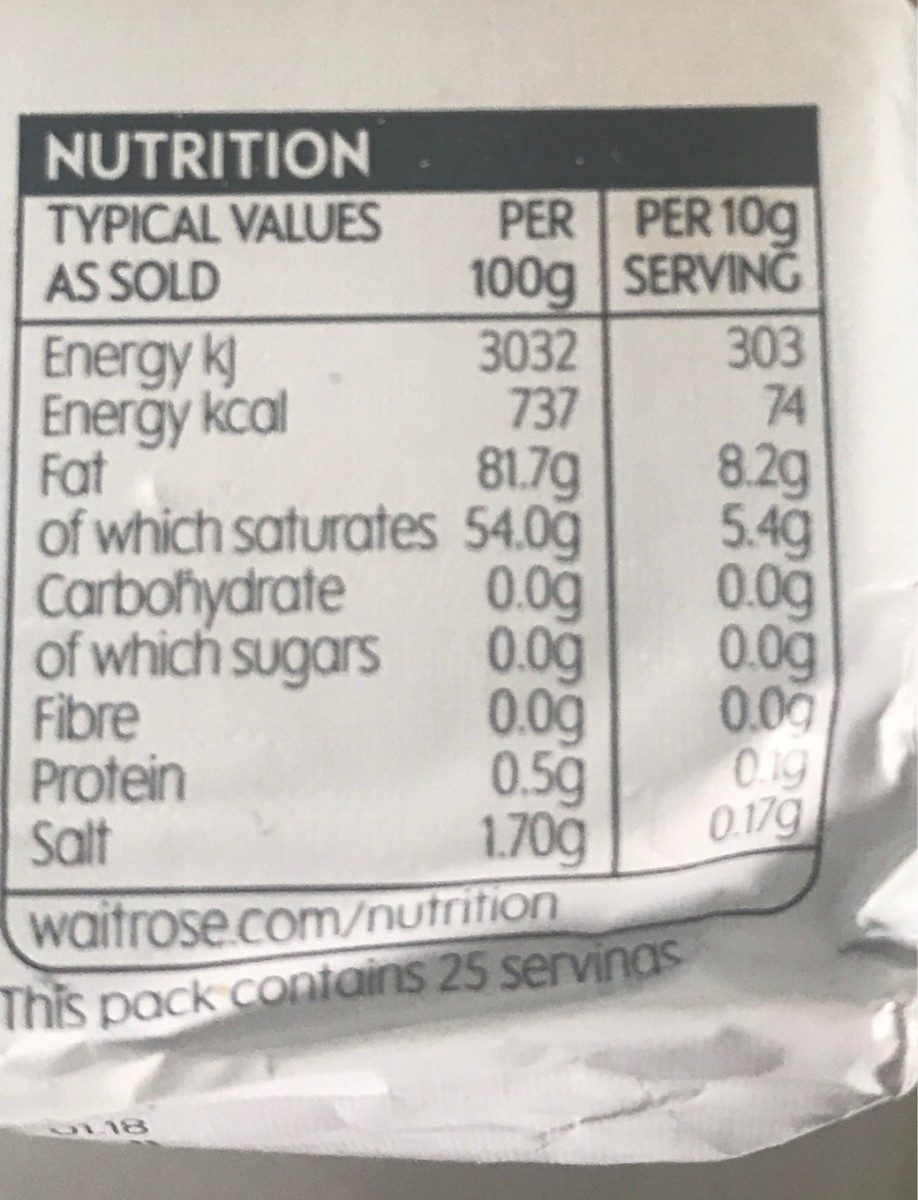 NUTRITION
TYPICAL VALUES AS SOLD PER 100g PER 10g SERVING
Energy kJ 3032 303
Energy kcal 737 74
Fat 81.7g 8.2g
of which saturates 54.0g 5.4g
Carbohydrate 0.0g 0.0g
of which sugars 0.0g 0.0g
Fibre 0.0g 0.0g
Protein 0.5g 0.1g
Salt 1.70g 0.17g
waitrose.com/nutrition
This pack contains 25 servings